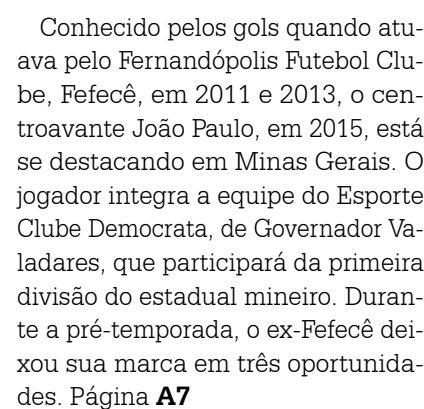 Conhecido pelos gols quando atu-
ava pelo Fernandópolis Futebol Clu-
be, Fefecê, em 2011 e 2013, o cen-
troavante João Paulo, em 2015, está
se destacando em Minas Gerais. O
jogador integra a equipe do Esporte
Clube Democrata, de Governador Va-
ladares, que participará da primeira
divisão do estadual mineiro. Duran-
te a pré-temporada, o ex-Fefecê dei-
xou sua marca em três oportunida-
des. Página A7